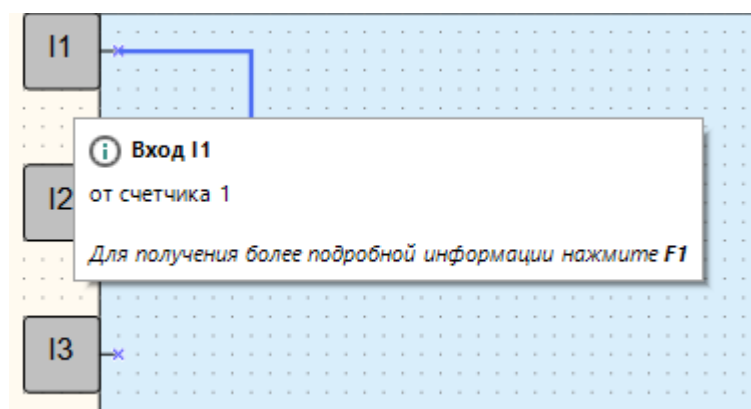 I1
Вход I1
I2
от счетчика 1
Для получения более подробной информации нажмите F1
I3